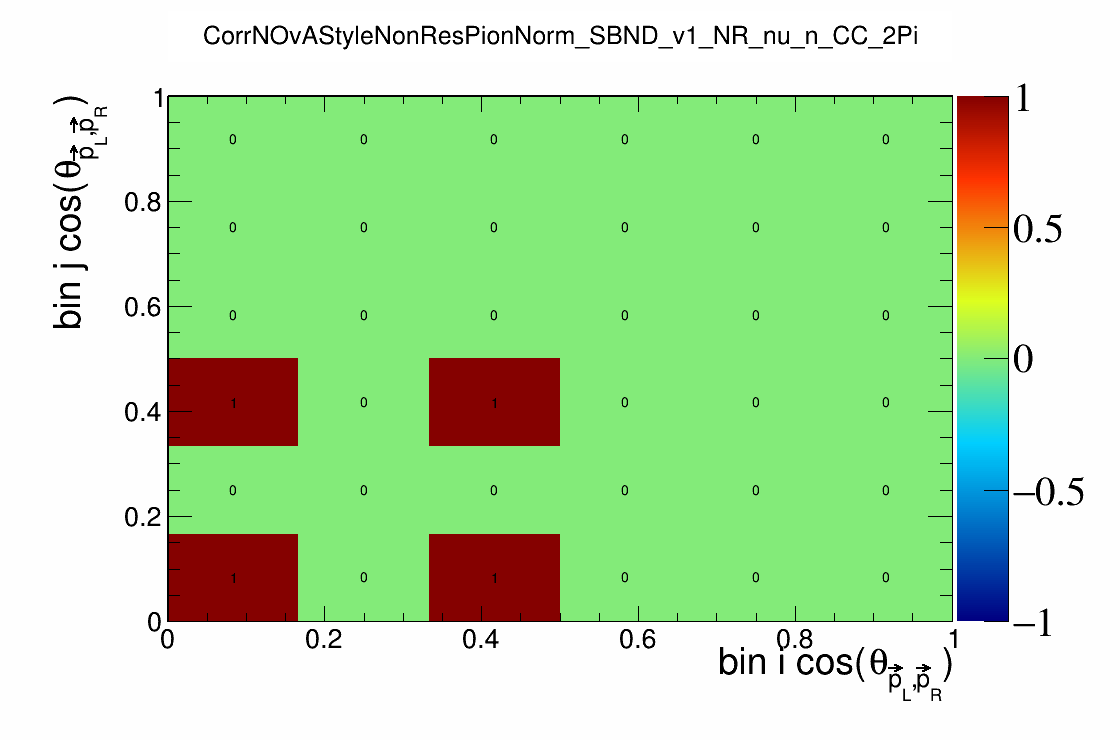 CorrNOvAStyleNonResPionNorm_SBND_v1_NR_nu_n_CC_2Pi
bin j cos(θ p⃗L,p⃗R)
1
0.8
0.6
0.4
0.2
0
0 0 0 0 0 0
0 0 0 0 0 0
0 0 0 0 0 0
1 0 1 0 0 0
0 0 0 0 0 0
1 0 1 0 0 0
0 0.2 0.4 0.6 0.8 1
bin i cos(θ p⃗L,p⃗R)
1
0.5
0
−0.5
−1